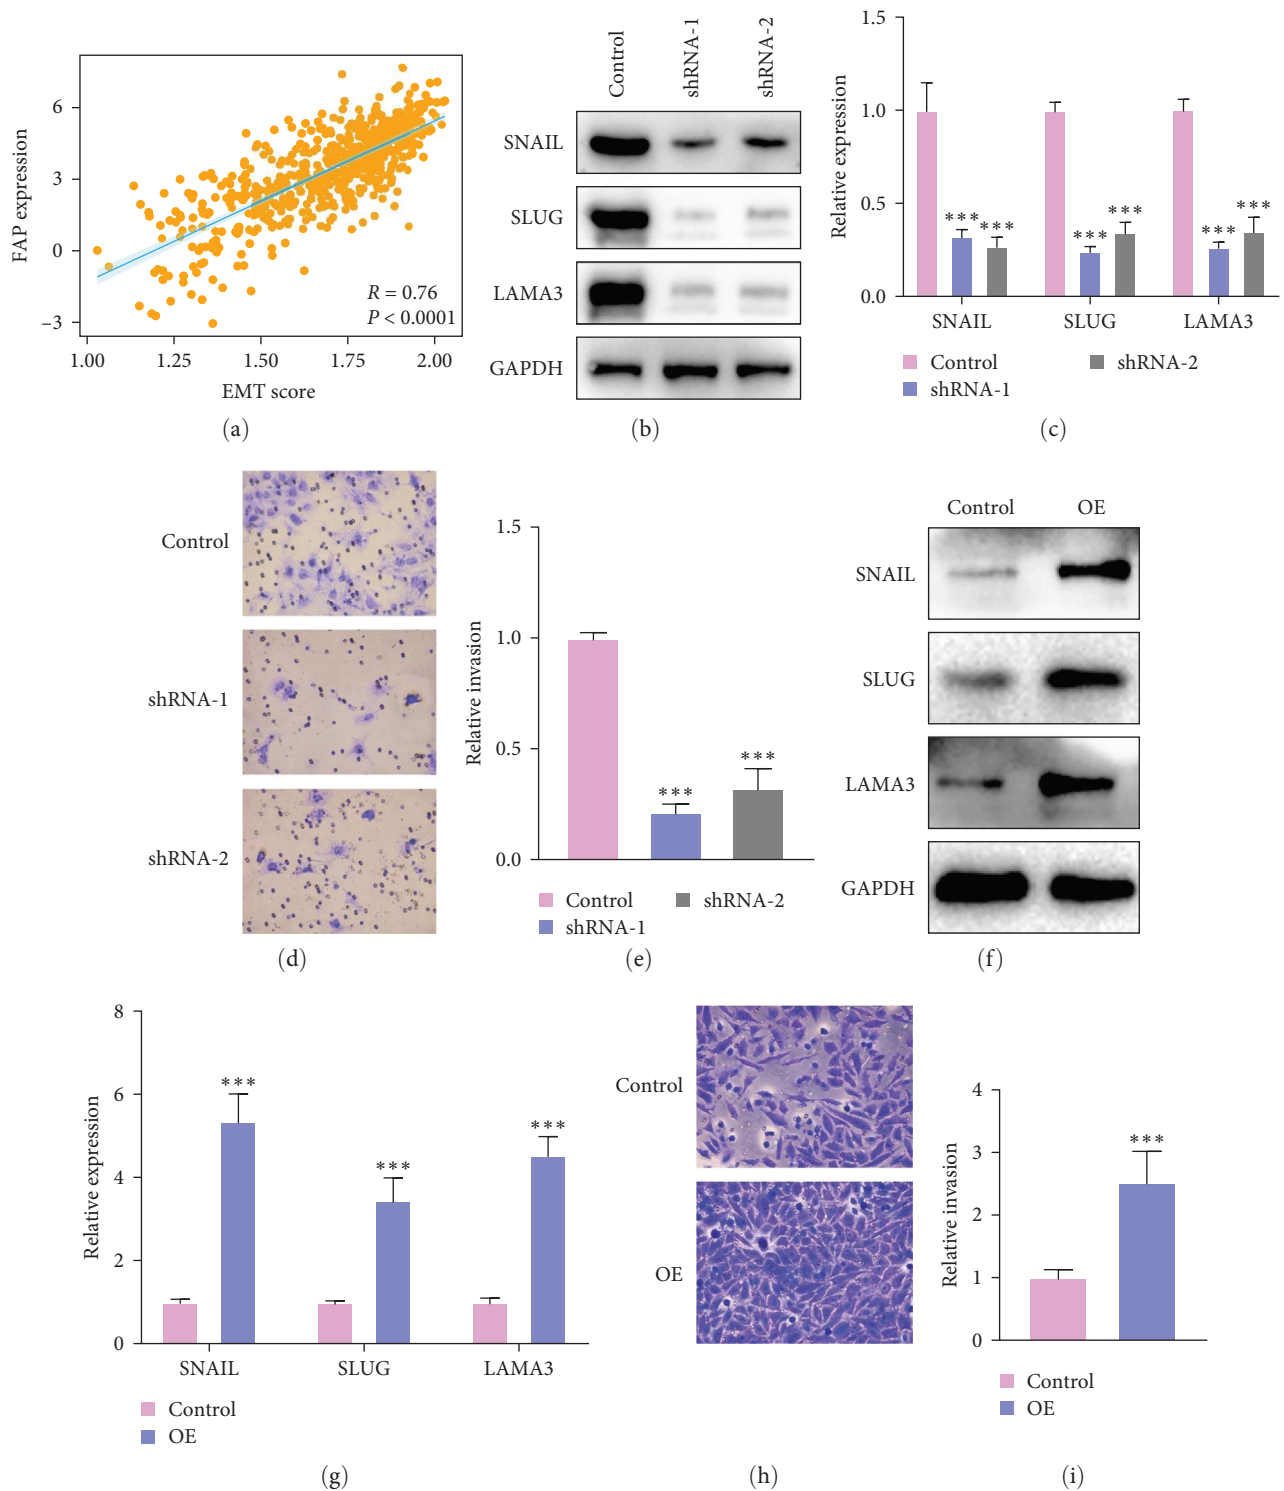 FAP expression
6
3
0
−3
R = 0.76
P < 0.0001
1.00 1.25 1.50 1.75 2.00
EMT score
(a)
Control shRNA-1 shRNA-2
SNAIL
SLUG
LAMA3
GAPDH
(b)
Relative expression
1.5
1.0
0.5
0.0
*** *** *** *** *** ***
SNAIL SLUG LAMA3
Control shRNA-2
shRNA-1
(c)
Control
shRNA-1
shRNA-2
(d)
Relative invasion
1.5
1.0
0.5
0.0
*** ***
Control shRNA-2
shRNA-1
(e)
Control OE
SNAIL
SLUG
LAMA3
GAPDH
(f)
Relative expression
8
6
4
2
0
*** *** ***
SNAIL SLUG LAMA3
Control
OE
(g)
Control
OE
(h)
Relative invasion
4
3
2
1
0
***
Control
OE
(i)